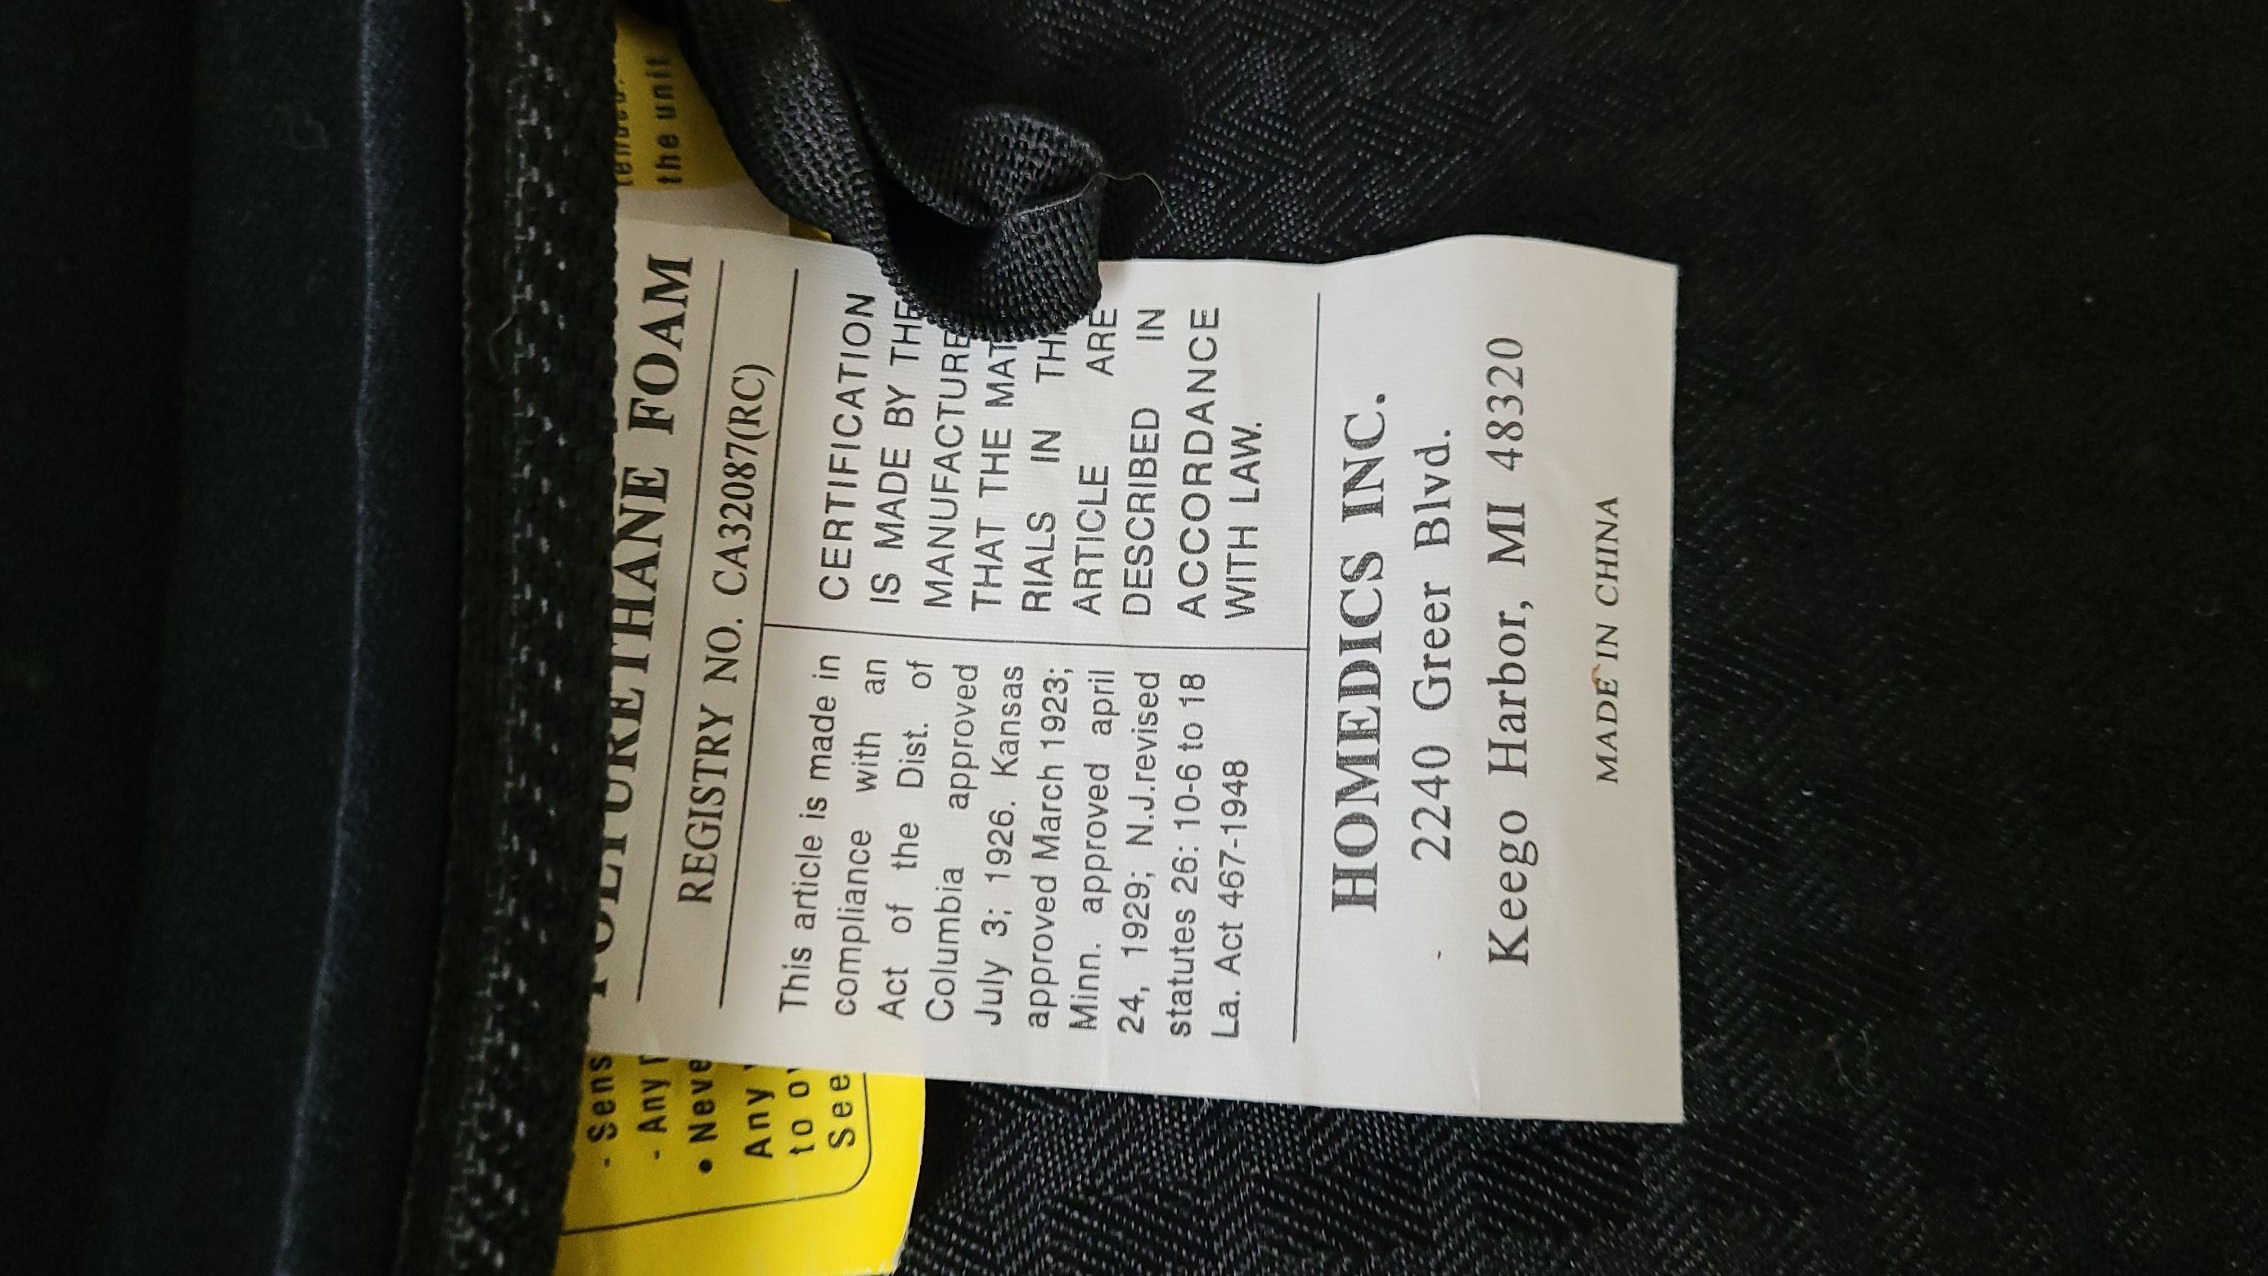 POLYURETHANE FOAM
REGISTRY NO. CA32087(RC)
This article is made in
compliance with an
Act of the Dist. of
Columbia approved
July 3; 1926. Kansas
approved March 1923;
Minn. approved april
24, 1929; N.J.revised
statutes 26: 10-6 to 18
La. Act 467-1948
CERTIFICATION
IS MADE BY THE
MANUFACTURE
THAT THE MAT
RIALS IN TH
ARTICLE ARE
DESCRIBED IN
ACCORDANCE
WITH LAW.
HOMEDICS INC.
2240 Greer Blvd.
Keego Harbor, MI 48320
MADE IN CHINA
- Sens
- Any
• Neve
Any
to
See
the unit